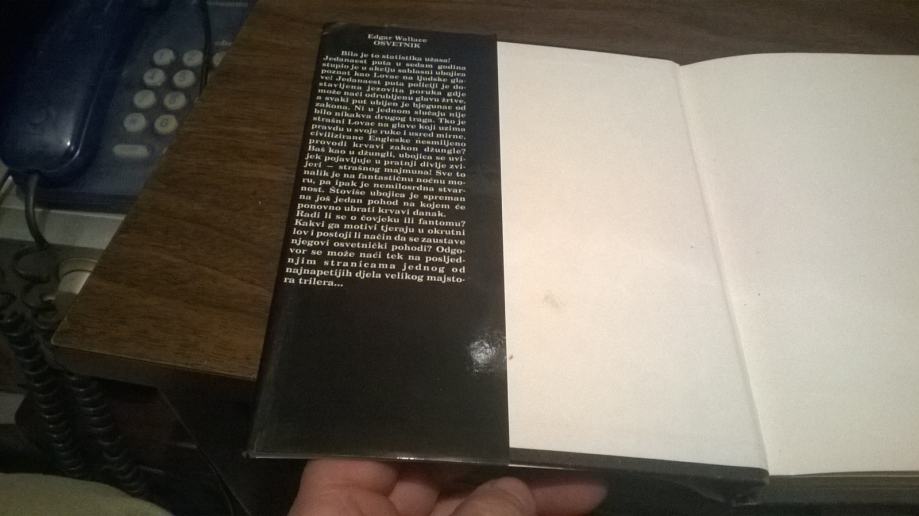 Edgar Wallace
OSVETNIK
Bila je to statistika užasa!
Jedanaest puta u sedam godina
stupio je u akciju sablasni ubojica
poznat kao Lovac na ljudske gla-
ve! Jedanaest puta policiji je do-
stavljena jezovita poruka gdje
može naći odrubljenu glavu žrtve,
a svaki put ubijen je bjegunac od
zakona. Ni u jednom slučaju nije
bilo nikakva drugog traga. Tko je
strašni Lovac na glave koji uzima
pravdu u svoje ruke i usred mirne,
civilizirane Engleske nesmiljeno
provodi krvavi zakon džungle?
Baš kao u džungli, ubojica se uvi-
jek pojavljuje u pratnji divlje zvi-
jeri — strašnog majmuna! Sve to
nalik je na fantastičnu noćnu mo-
ru, pa ipak je nemilosrdna stvar-
nost. Štoviše ubojica je spreman
na još jedan pohod na kojem će
ponovno ubrati krvavi danak.
Radi li se o čovjeku ili fantomu?
Kakvi ga motivi tjeraju u okrutni
lov i postoji li način da se zaustave
njegovi osvetnički pohodi? Odgo-
vor se može naći tek na posljed-
njim stranicama jednog od
najnapetijih djela velikog majsto-
ra trilera...